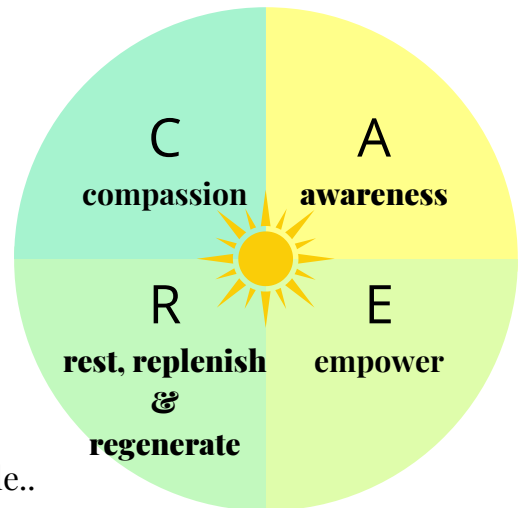 C
compassion
A
awareness
R
rest, replenish
&
regenerate
E
empower